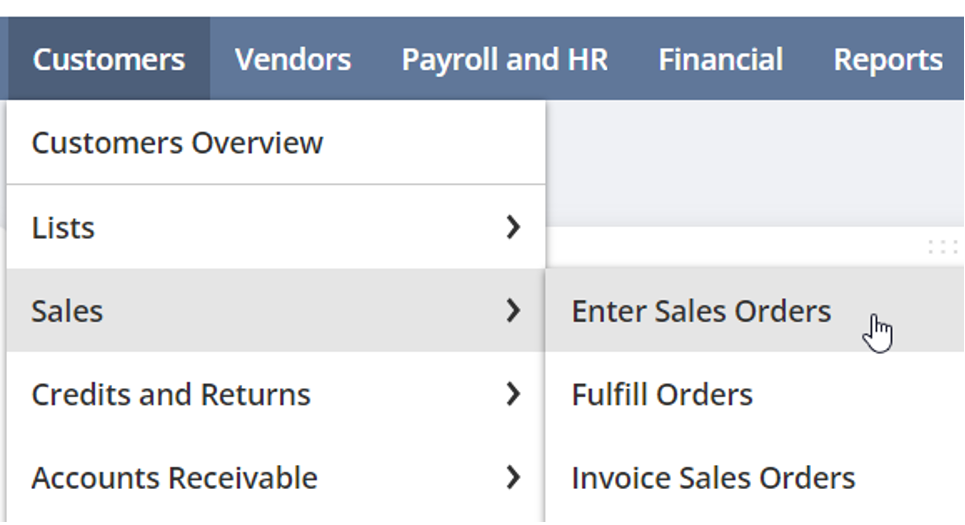 Customers Vendors Payroll and HR Financial Reports
Customers Overview
Lists
Sales
Credits and Returns
Accounts Receivable
Enter Sales Orders
Fulfill Orders
Invoice Sales Orders